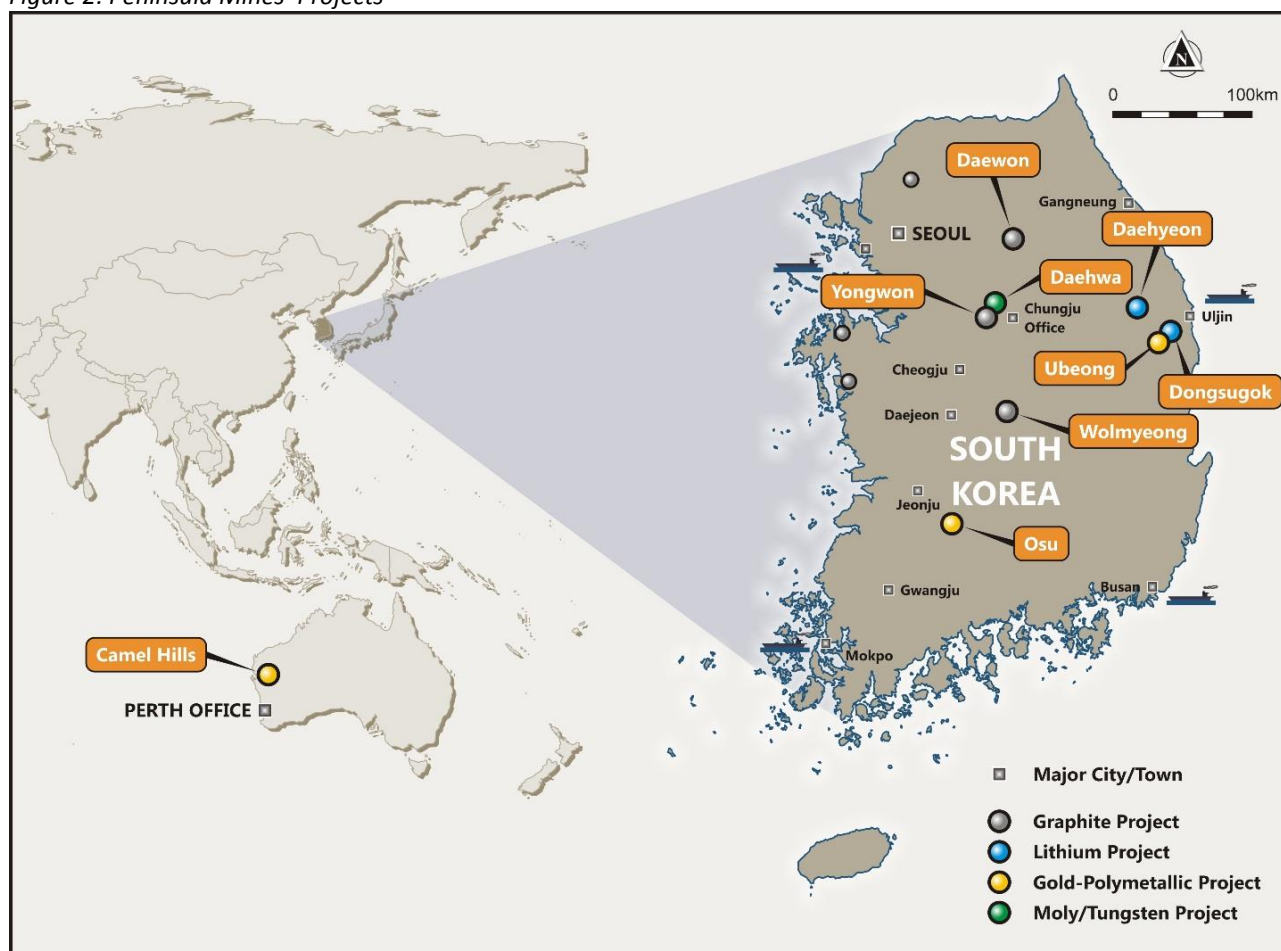 Figure 2: Peninsula Mines' Projects
N
0 100km
Daewon
Gangneung
SEOUL
Daehyeon
Daehwa
Yongwon
Chungju
Office
Uljin
Ubeong
Cheogju
Dongsugok
Daejeon
Wolmyeong
SOUTH
KOREA
Jeonju
Osu
Gwangju
Busan
Camel Hills
Mokpo
PERTH OFFICE
Major City/Town
Graphite Project
Lithium Project
Gold-Polymetallic Project
Moly/Tungsten Project